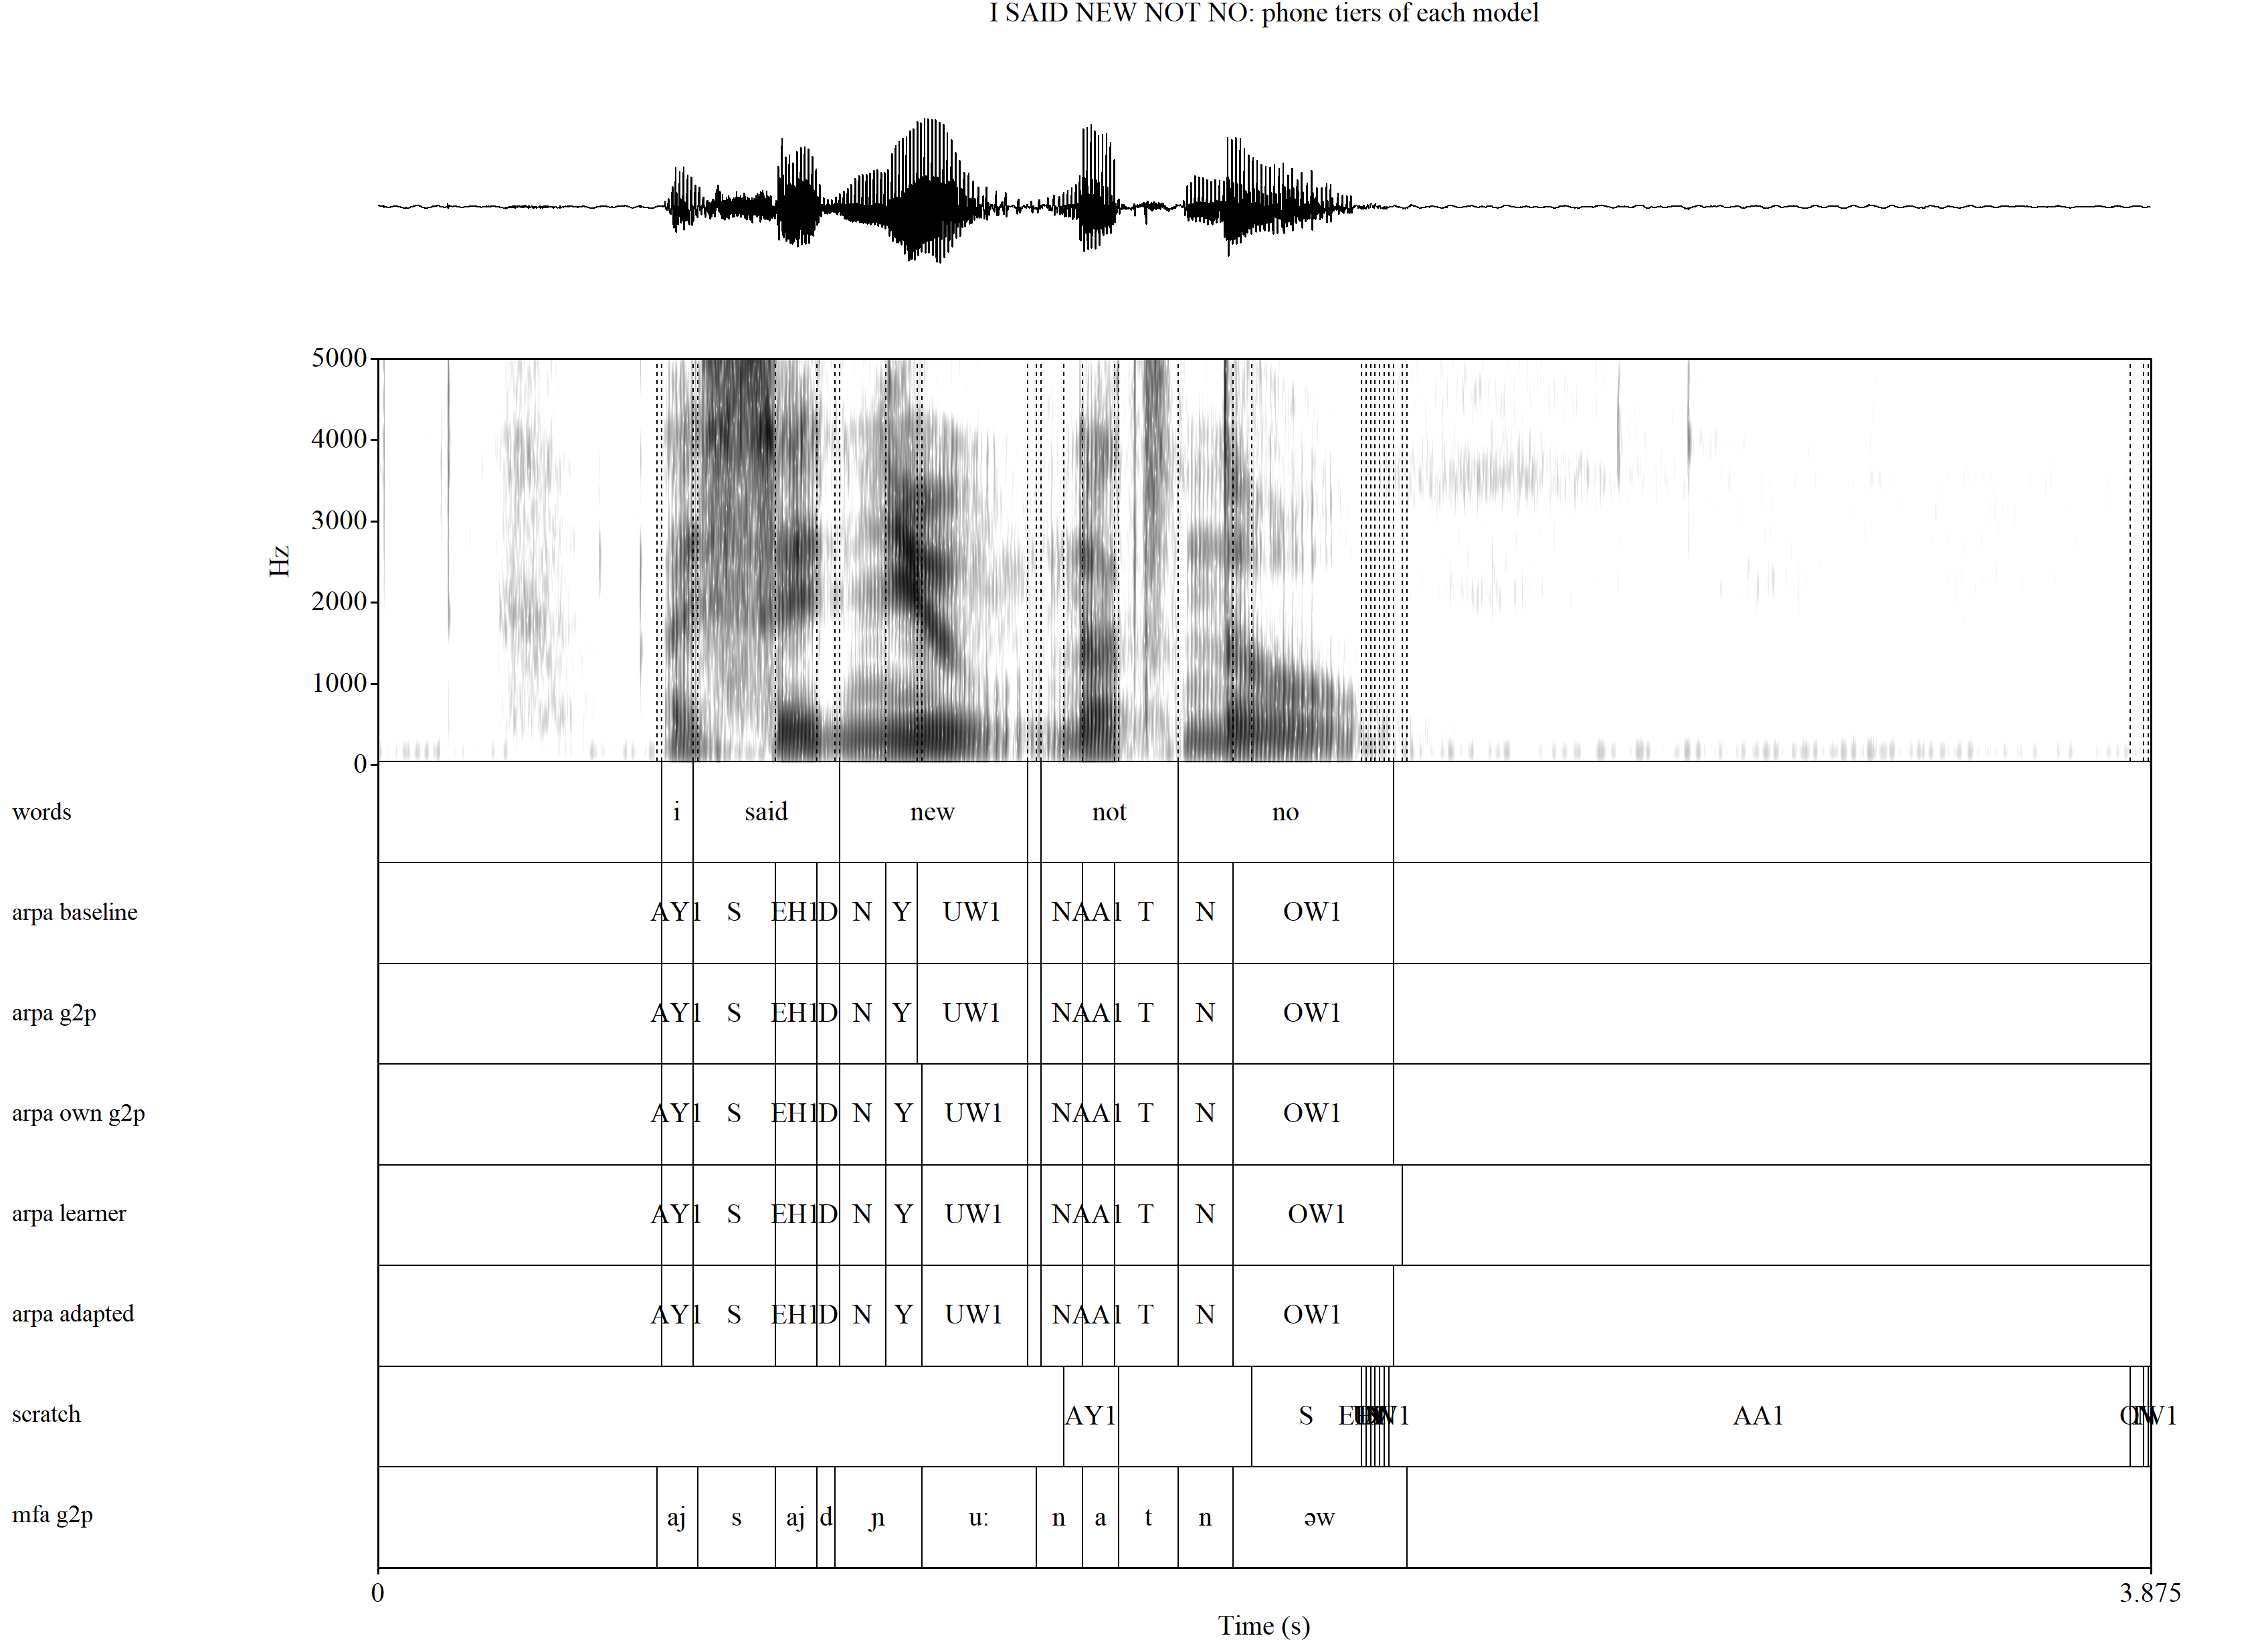 I SAID NEW NOT NO: phone tiers of each model
5000
4000
3000
2000
1000
0
Hz
words i said new not no
arpa baseline AY1 S EH1 D N Y UW1 N AA1 T N OW1
arpa g2p AY1 S EH1 D N Y UW1 N AA1 T N OW1
arpa own g2p AY1 S EH1 D N Y UW1 N AA1 T N OW1
arpa learner AY1 S EH1 D N Y UW1 N AA1 T N OW1
arpa adapted AY1 S EH1 D N Y UW1 N AA1 T N OW1
scratch AY1 S AA1
mfa g2p aj s aj d ɲ uː n a t n əw
0 3.875
Time (s)